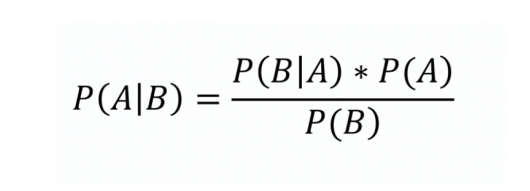 P(A|B) = P(B|A) * P(A) / P(B)